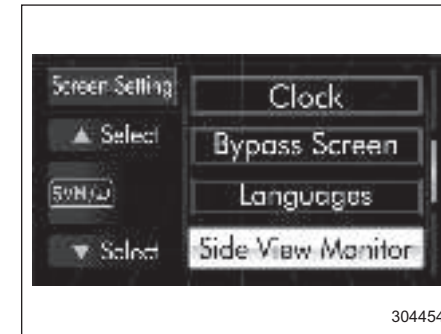 Screen Setting
Clock
▲ Select
Bypass Screen
Languages
▼ Select
Side View Monitor
304454